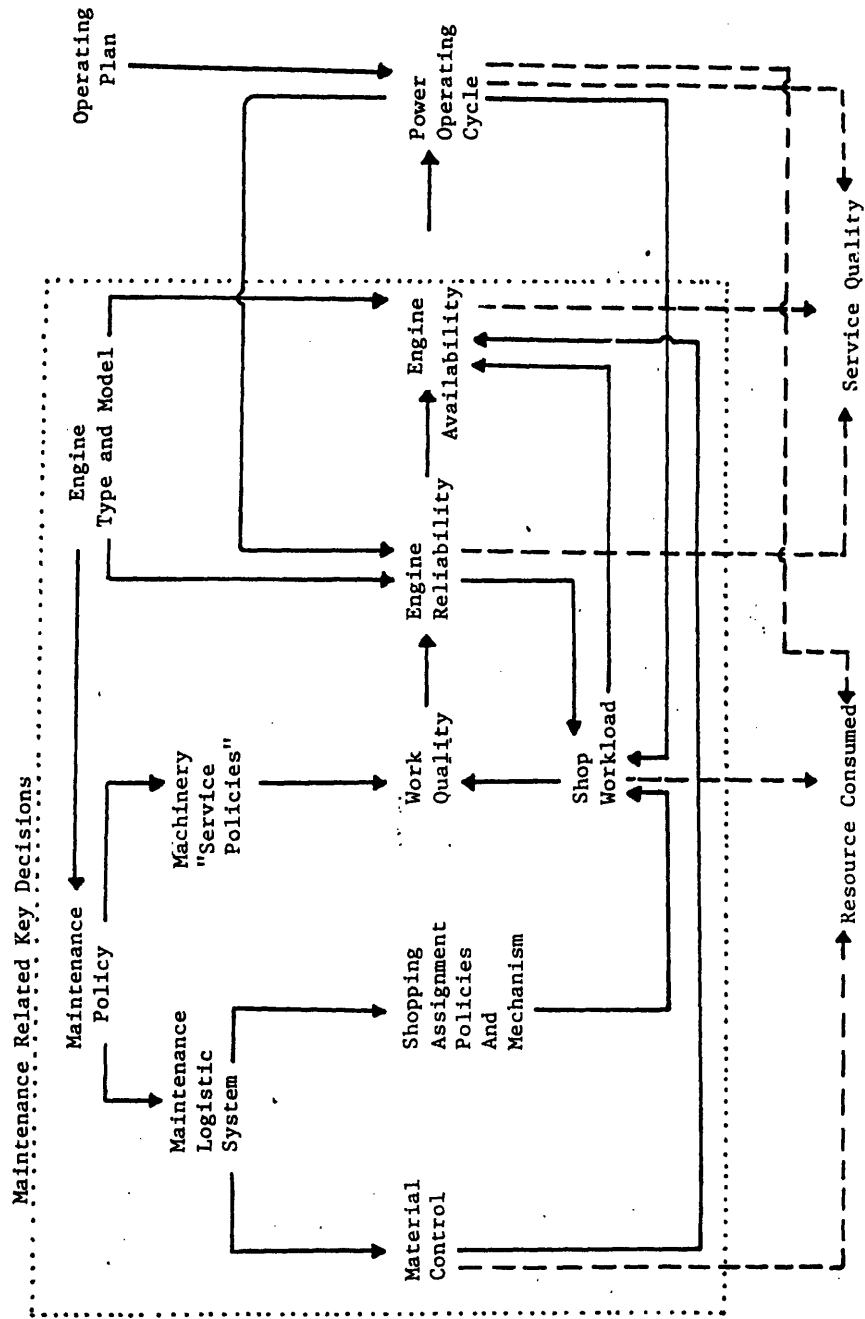 Maintenance Related Key Decisions
Operating
Plan
Engine
Type and Model
Maintenance
Policy
Machinery
"Service
Policies"
Maintenance
Logistic
System
Power
Operating
Cycle
Engine
Availability
Engine
Reliability
Work
Quality
Shopping
Assignment
Policies
And
Mechanism
Material
Control
Shop
Workload
Resource Consumed
Service Quality